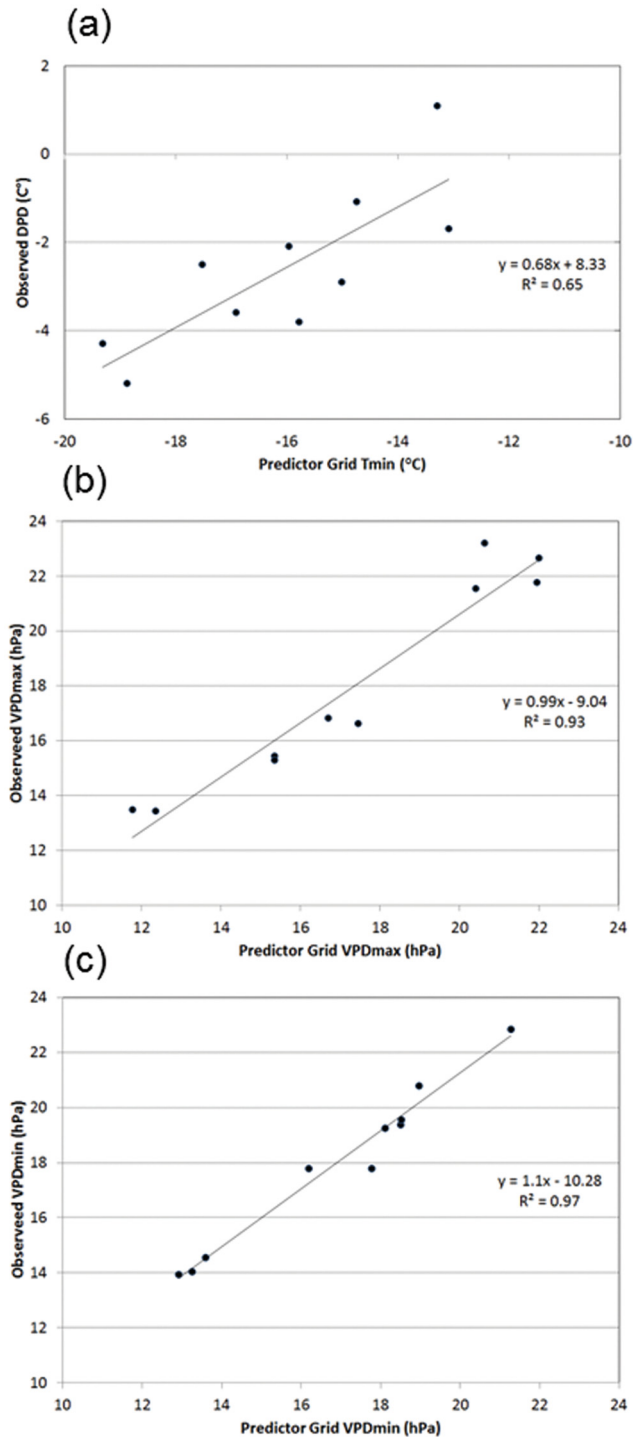 (a)
2
0
-2
-4
-6
Observed DPD (C°)
y = 0.68x + 8.33
R² = 0.65
-20 -18 -16 -14 -12 -10
Predictor Grid Tmin (°C)
(b)
24
22
20
18
16
14
12
10
Observeed VPDmax (hPa)
y = 0.99x - 9.04
R² = 0.93
10 12 14 16 18 20 22 24
Predictor Grid VPDmax (hPa)
(c)
24
22
20
18
16
14
12
10
Observeed VPDmin (hPa)
y = 1.1x - 10.28
R² = 0.97
10 12 14 16 18 20 22 24
Predictor Grid VPDmin (hPa)